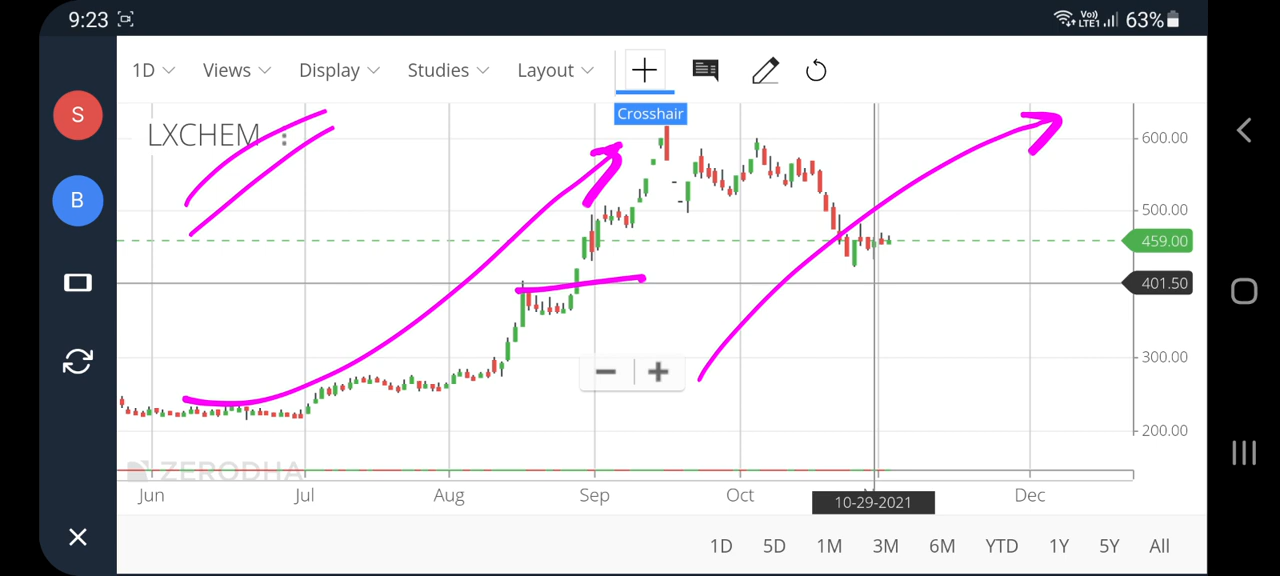 9:23 Vo) LTE1 63%
1D Views Display Studies Layout
Crosshair
S
LXCHEM
B
600.00
500.00
459.00
401.50
300.00
200.00
ZERODHA
Jun Jul Aug Sep Oct 10-29-2021 Dec
1D 5D 1M 3M 6M YTD 1Y 5Y All